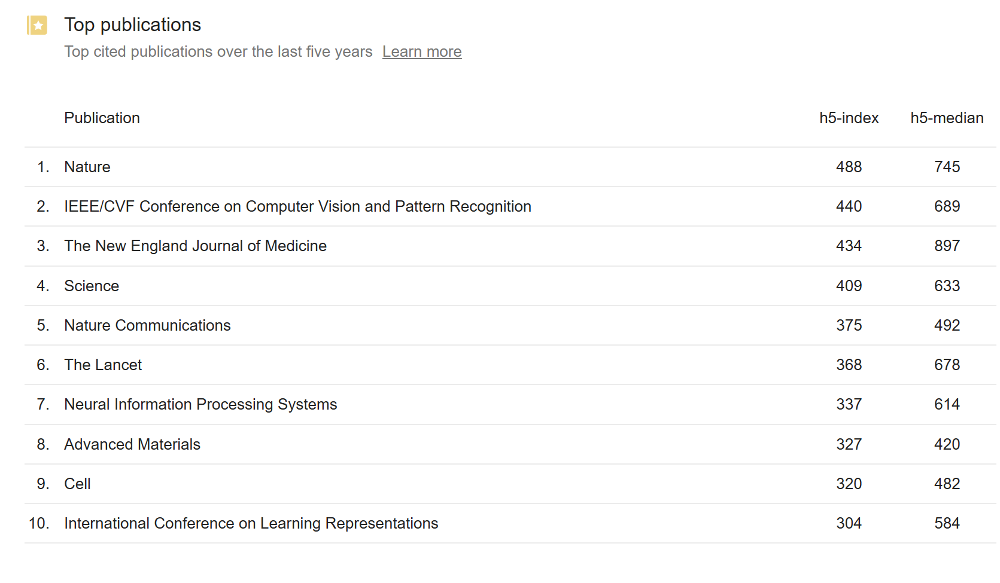 Top publications
Top cited publications over the last five years Learn more
Publication h5-index h5-median
1. Nature 488 745
2. IEEE/CVF Conference on Computer Vision and Pattern Recognition 440 689
3. The New England Journal of Medicine 434 897
4. Science 409 633
5. Nature Communications 375 492
6. The Lancet 368 678
7. Neural Information Processing Systems 337 614
8. Advanced Materials 327 420
9. Cell 320 482
10. International Conference on Learning Representations 304 584